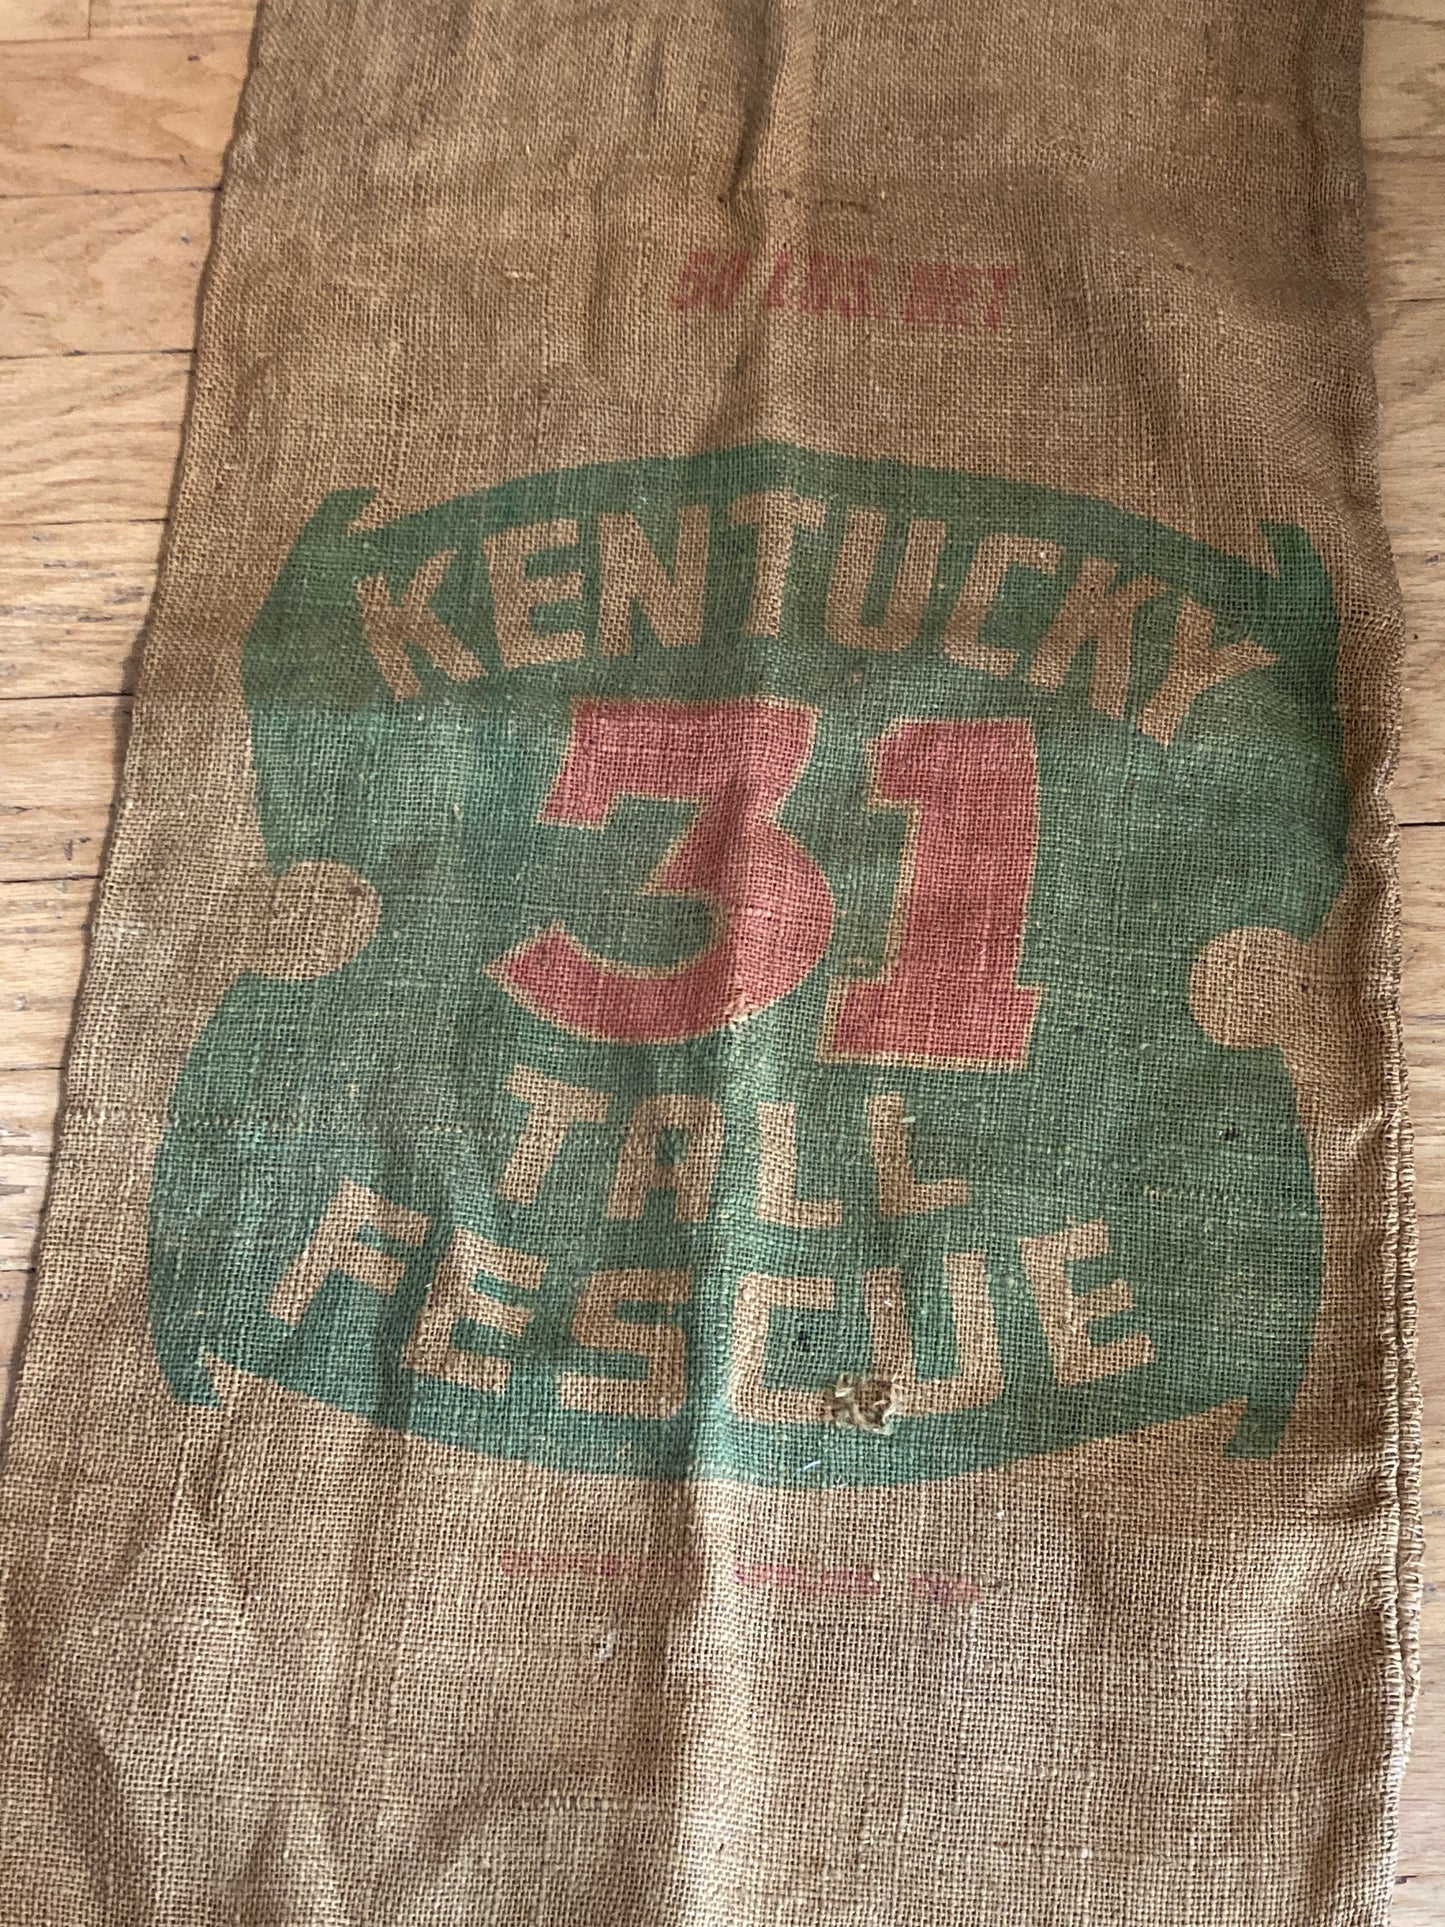 50 LBS. NET
KENTUCKY
31
TALL
FESCUE